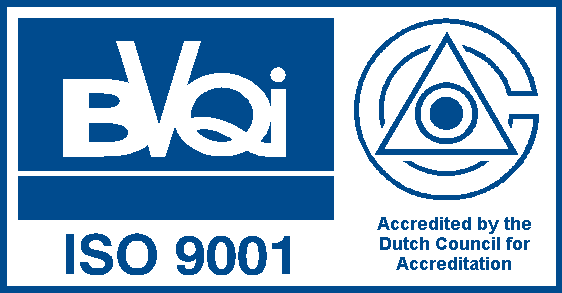 BVQi
ISO 9001
Accredited by the
Dutch Council for
Accreditation